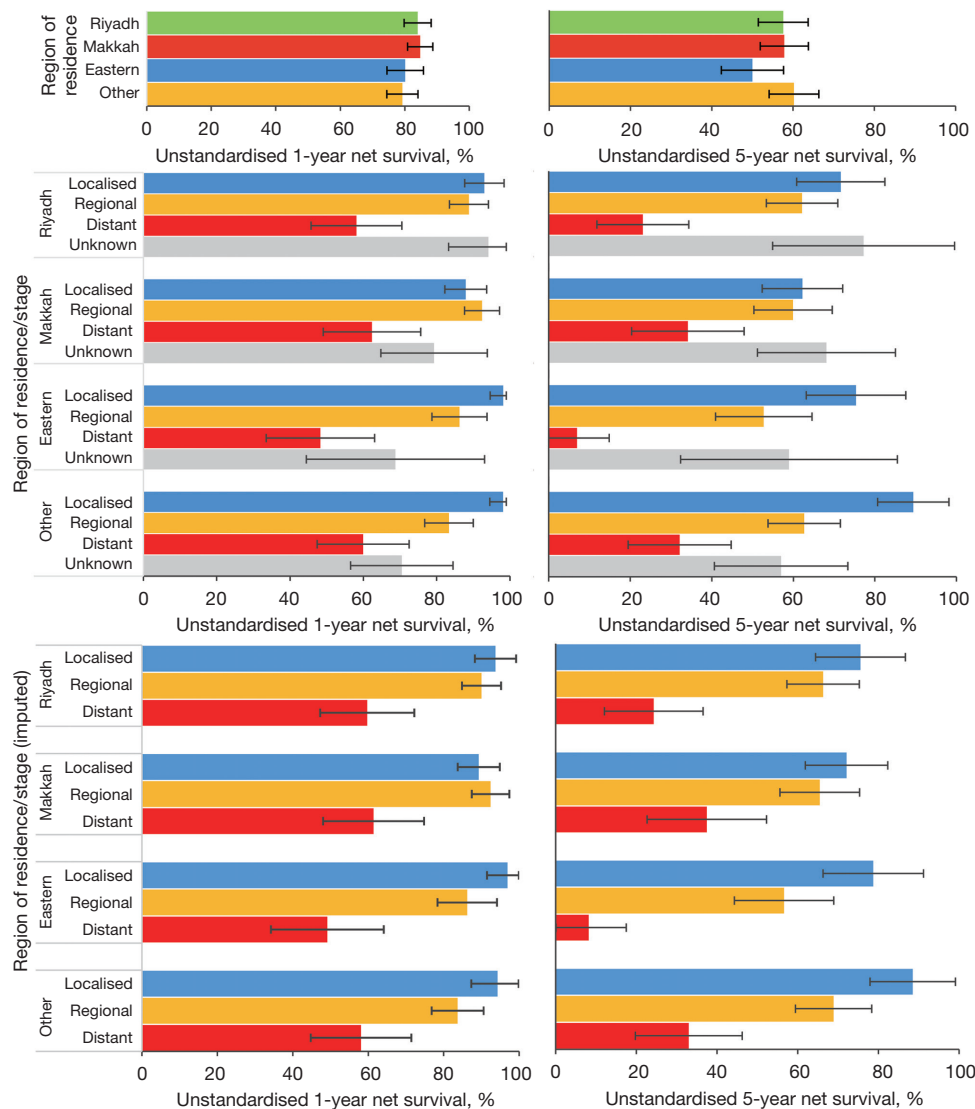 Region of
residence
Riyadh
Makkah
Eastern
Other
0 20 40 60 80 100
Unstandardised 1-year net survival, %
0 20 40 60 80 100
Unstandardised 5-year net survival, %
Region of residence/stage
Riyadh
Localised
Regional
Distant
Unknown
Makkah
Localised
Regional
Distant
Unknown
Eastern
Localised
Regional
Distant
Unknown
Other
Localised
Regional
Distant
Unknown
0 20 40 60 80 100
Unstandardised 1-year net survival, %
0 20 40 60 80 100
Unstandardised 5-year net survival, %
Region of residence/stage (imputed)
Riyadh
Localised
Regional
Distant
Makkah
Localised
Regional
Distant
Eastern
Localised
Regional
Distant
Other
Localised
Regional
Distant
0 20 40 60 80 100
Unstandardised 1-year net survival, %
0 20 40 60 80 100
Unstandardised 5-year net survival, %